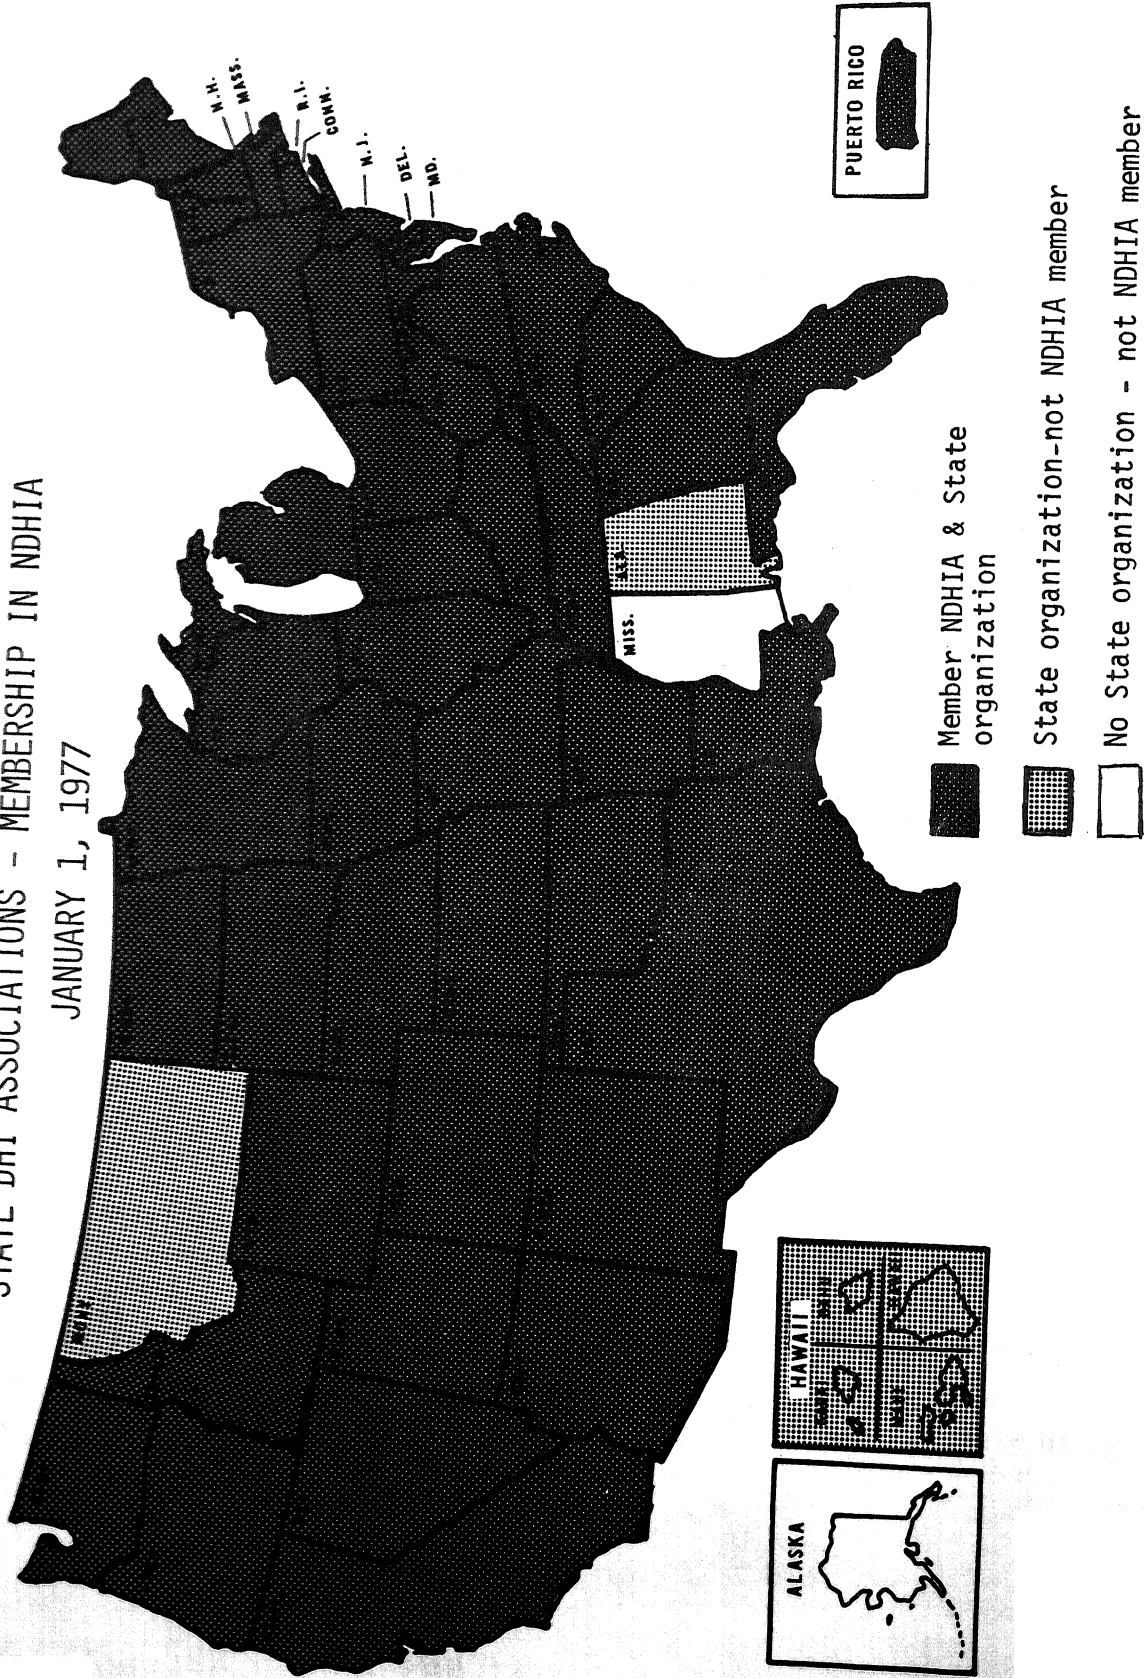 STATE DHI ASSOCIATIONS - MEMBERSHIP IN NDHIA
JANUARY 1, 1977
N.H.
MASS.
R.I.
CONN.
N.J.
DEL.
MD.
MISS.
ALA.
ALASKA
HAWAII
PUERTO RICO
Member NDHIA & State
organization
State organization-not NDHIA member
No State organization - not NDHIA member